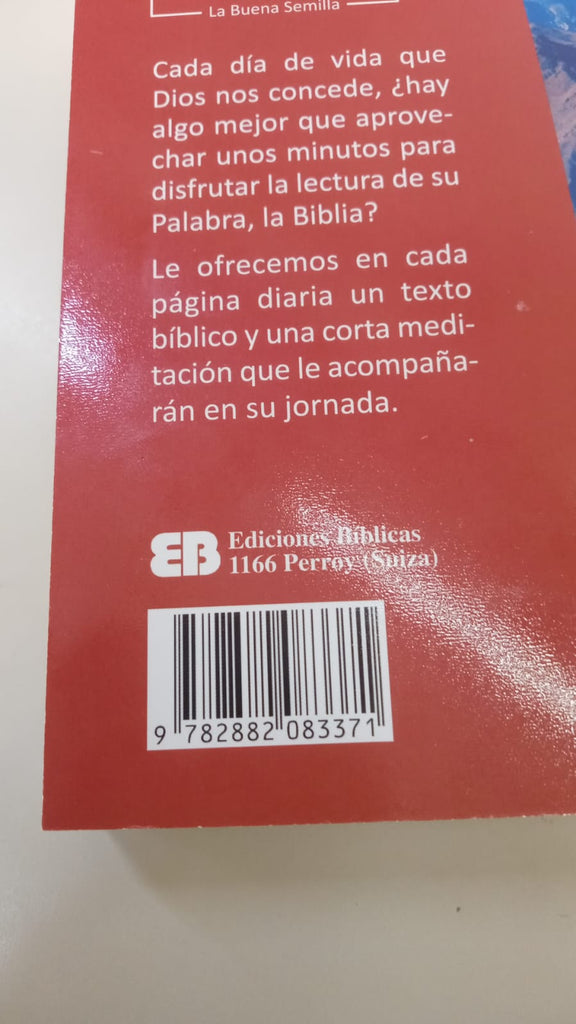 La Buena Semilla
Cada día de vida que
Dios nos concede, ¿hay
algo mejor que aprove-
char unos minutos para
disfrutar la lectura de su
Palabra, la Biblia?
Le ofrecemos en cada
página diaria un texto
bíblico y una corta medi-
tación que le acompaña-
rán en su jornada.
EB Ediciones Bíblicas
1166 Perroy (Suiza)
9 782882 083371